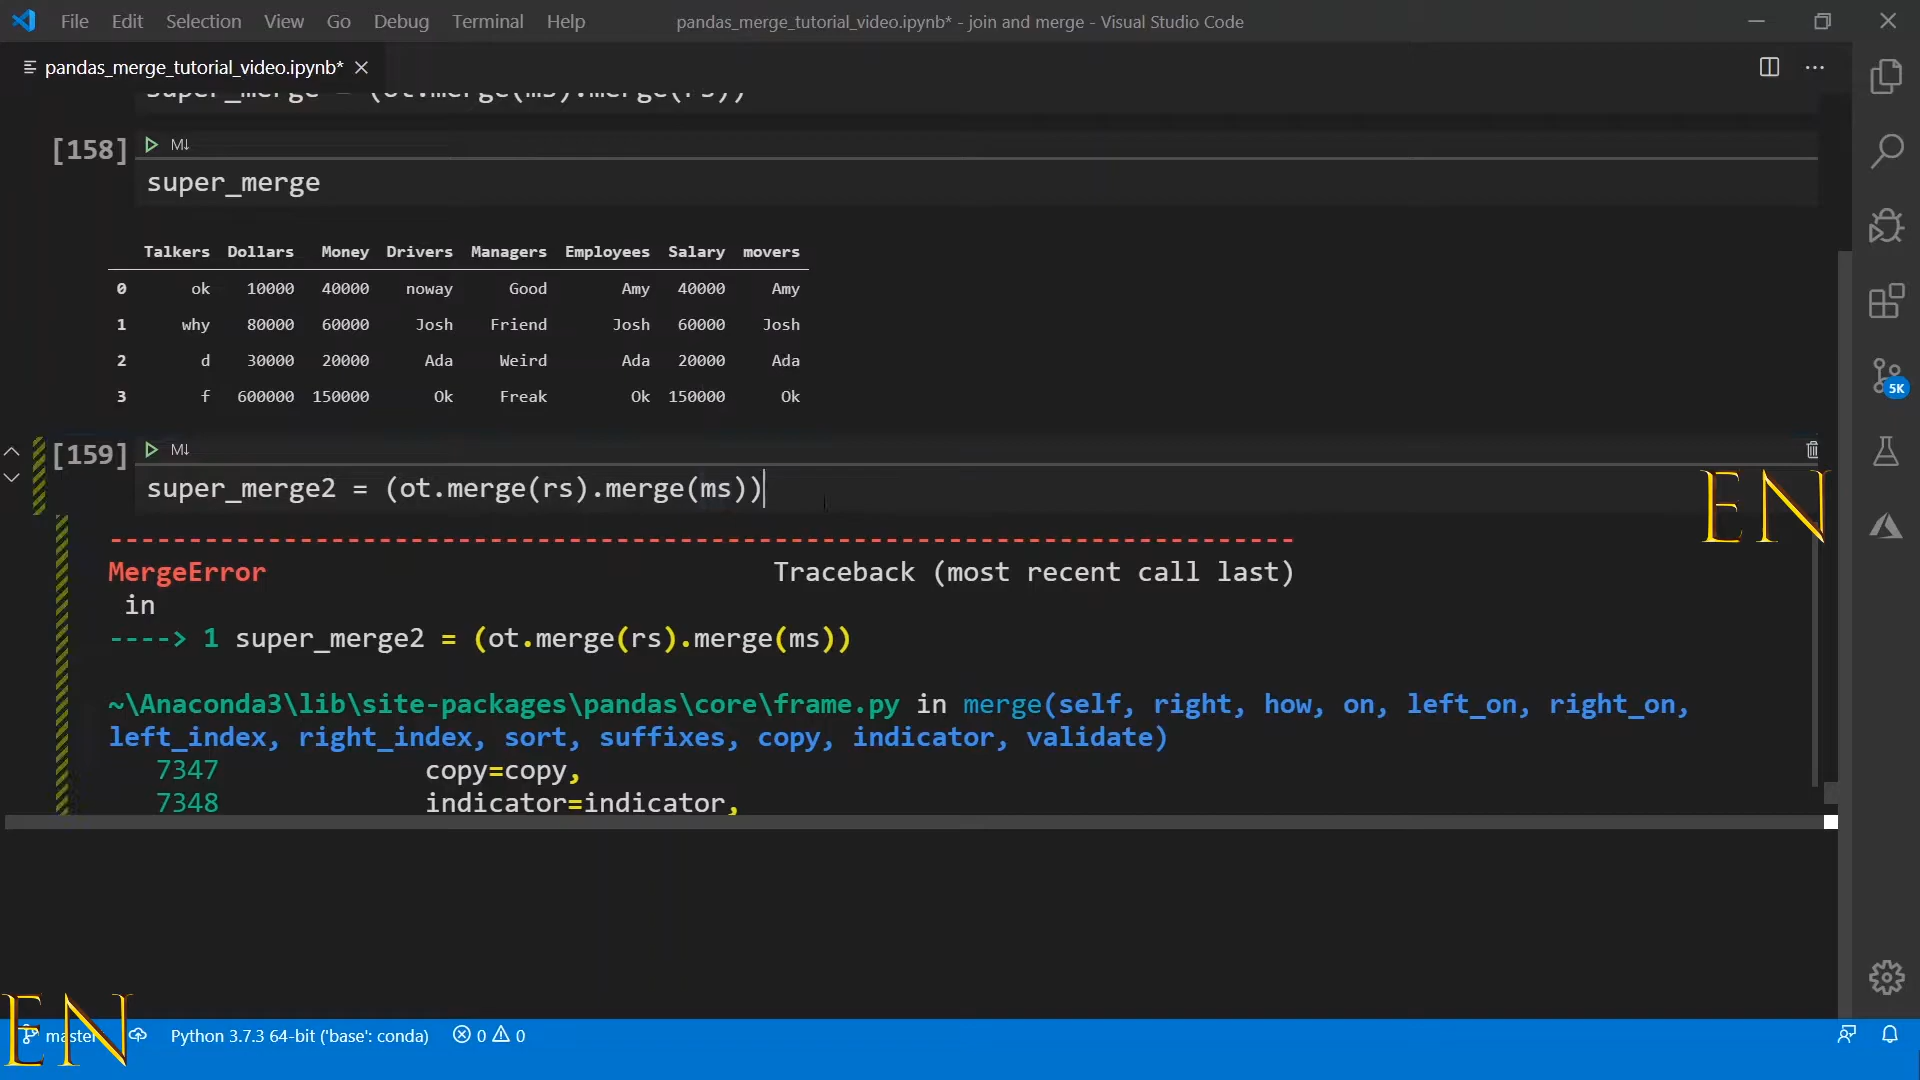 File Edit Selection View Go Debug Terminal Help pandas_merge_tutorial_video.ipynb* - join and merge - Visual Studio Code
pandas_merge_tutorial_video.ipynb*
super_merge = (ot.merge(ms).merge(rs))
[158] M↓
super_merge
Talkers Dollars Money Drivers Managers Employees Salary movers
0 ok 10000 40000 noway Good Amy 40000 Amy
1 why 80000 60000 Josh Friend Josh 60000 Josh
2 d 30000 20000 Ada Weird Ada 20000 Ada
3 f 600000 150000 Ok Freak Ok 150000 Ok
5K
[159] M↓
super_merge2 = (ot.merge(rs).merge(ms))
EN
---------------------------------------------------------------------------
MergeError Traceback (most recent call last)
in
----> 1 super_merge2 = (ot.merge(rs).merge(ms))
~\Anaconda3\lib\site-packages\pandas\core\frame.py in merge(self, right, how, on, left_on, right_on,
left_index, right_index, sort, suffixes, copy, indicator, validate)
7347 copy=copy,
7348 indicator=indicator,
EN
master Python 3.7.3 64-bit ('base': conda) 0 0